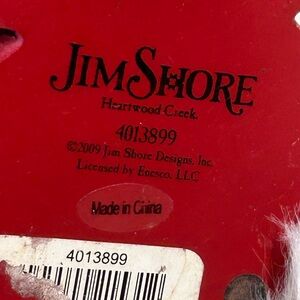 JIM SHORE
Heartwood Creek
4013899
©2009 Jim Shore Designs, Inc.
Licensed by Enesco, LLC
Made in China
4013899